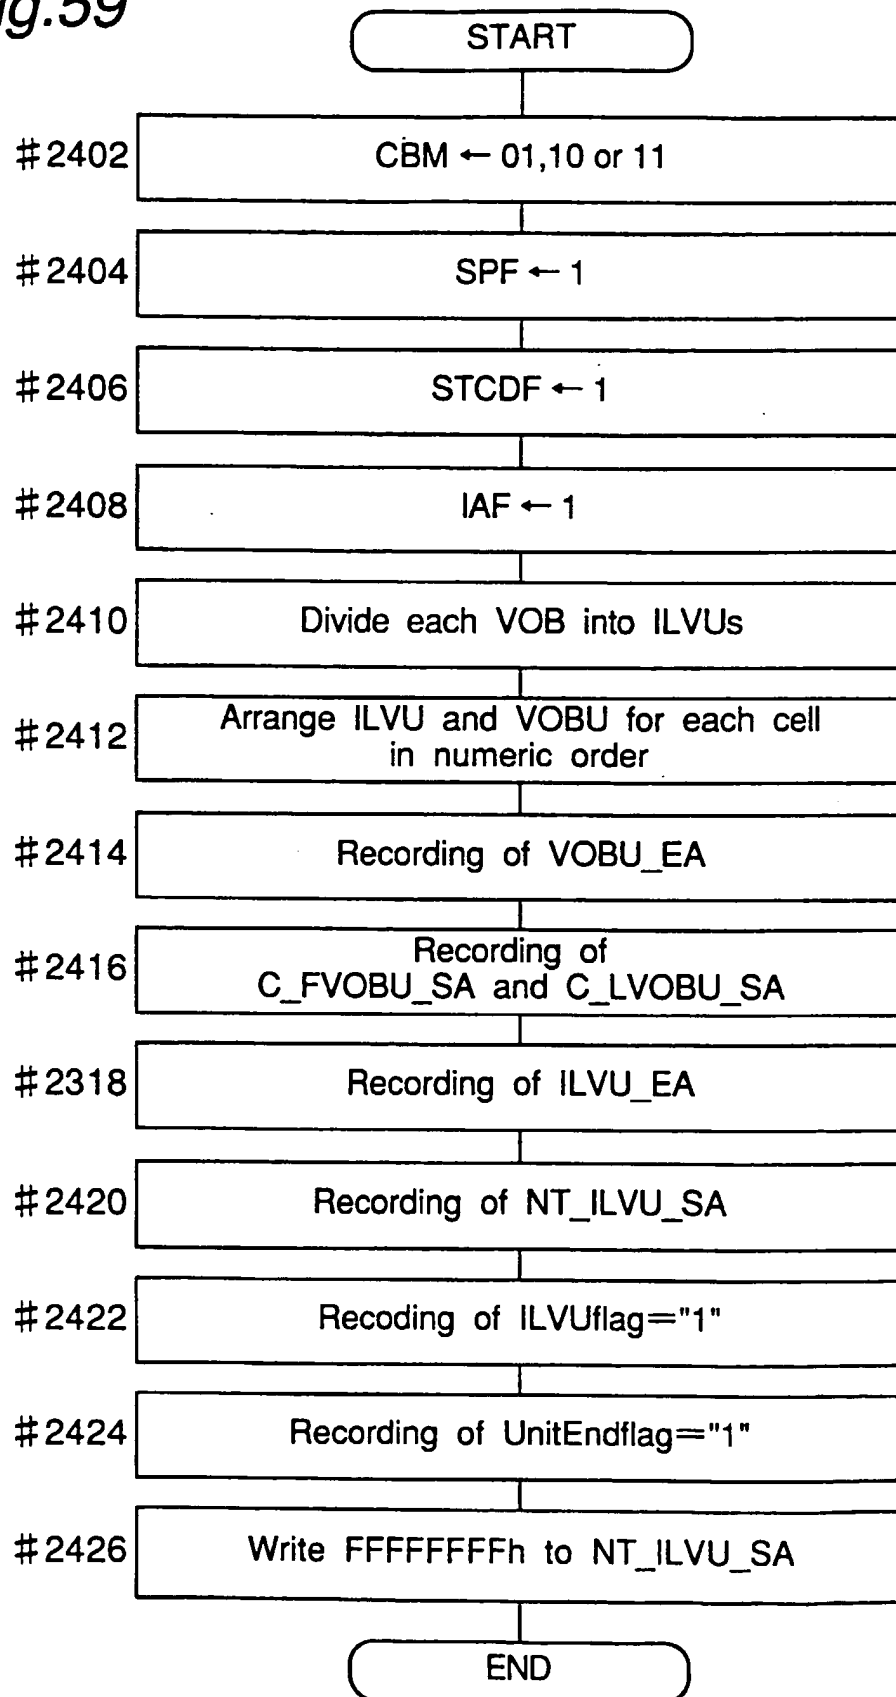 ig.59
START
#2402
CBM ← 01,10 or 11
#2404
SPF ← 1
#2406
STCDF ← 1
#2408
IAF ← 1
#2410
Divide each VOB into ILVUs
#2412
Arrange ILVU and VOBU for each cell
in numeric order
#2414
Recording of VOBU_EA
#2416
Recording of
C_FVOBU_SA and C_LVOBU_SA
#2318
Recording of ILVU_EA
#2420
Recording of NT_ILVU_SA
#2422
Recoding of ILVUflag="1"
#2424
Recording of UnitEndflag="1"
#2426
Write FFFFFFFFh to NT_ILVU_SA
END